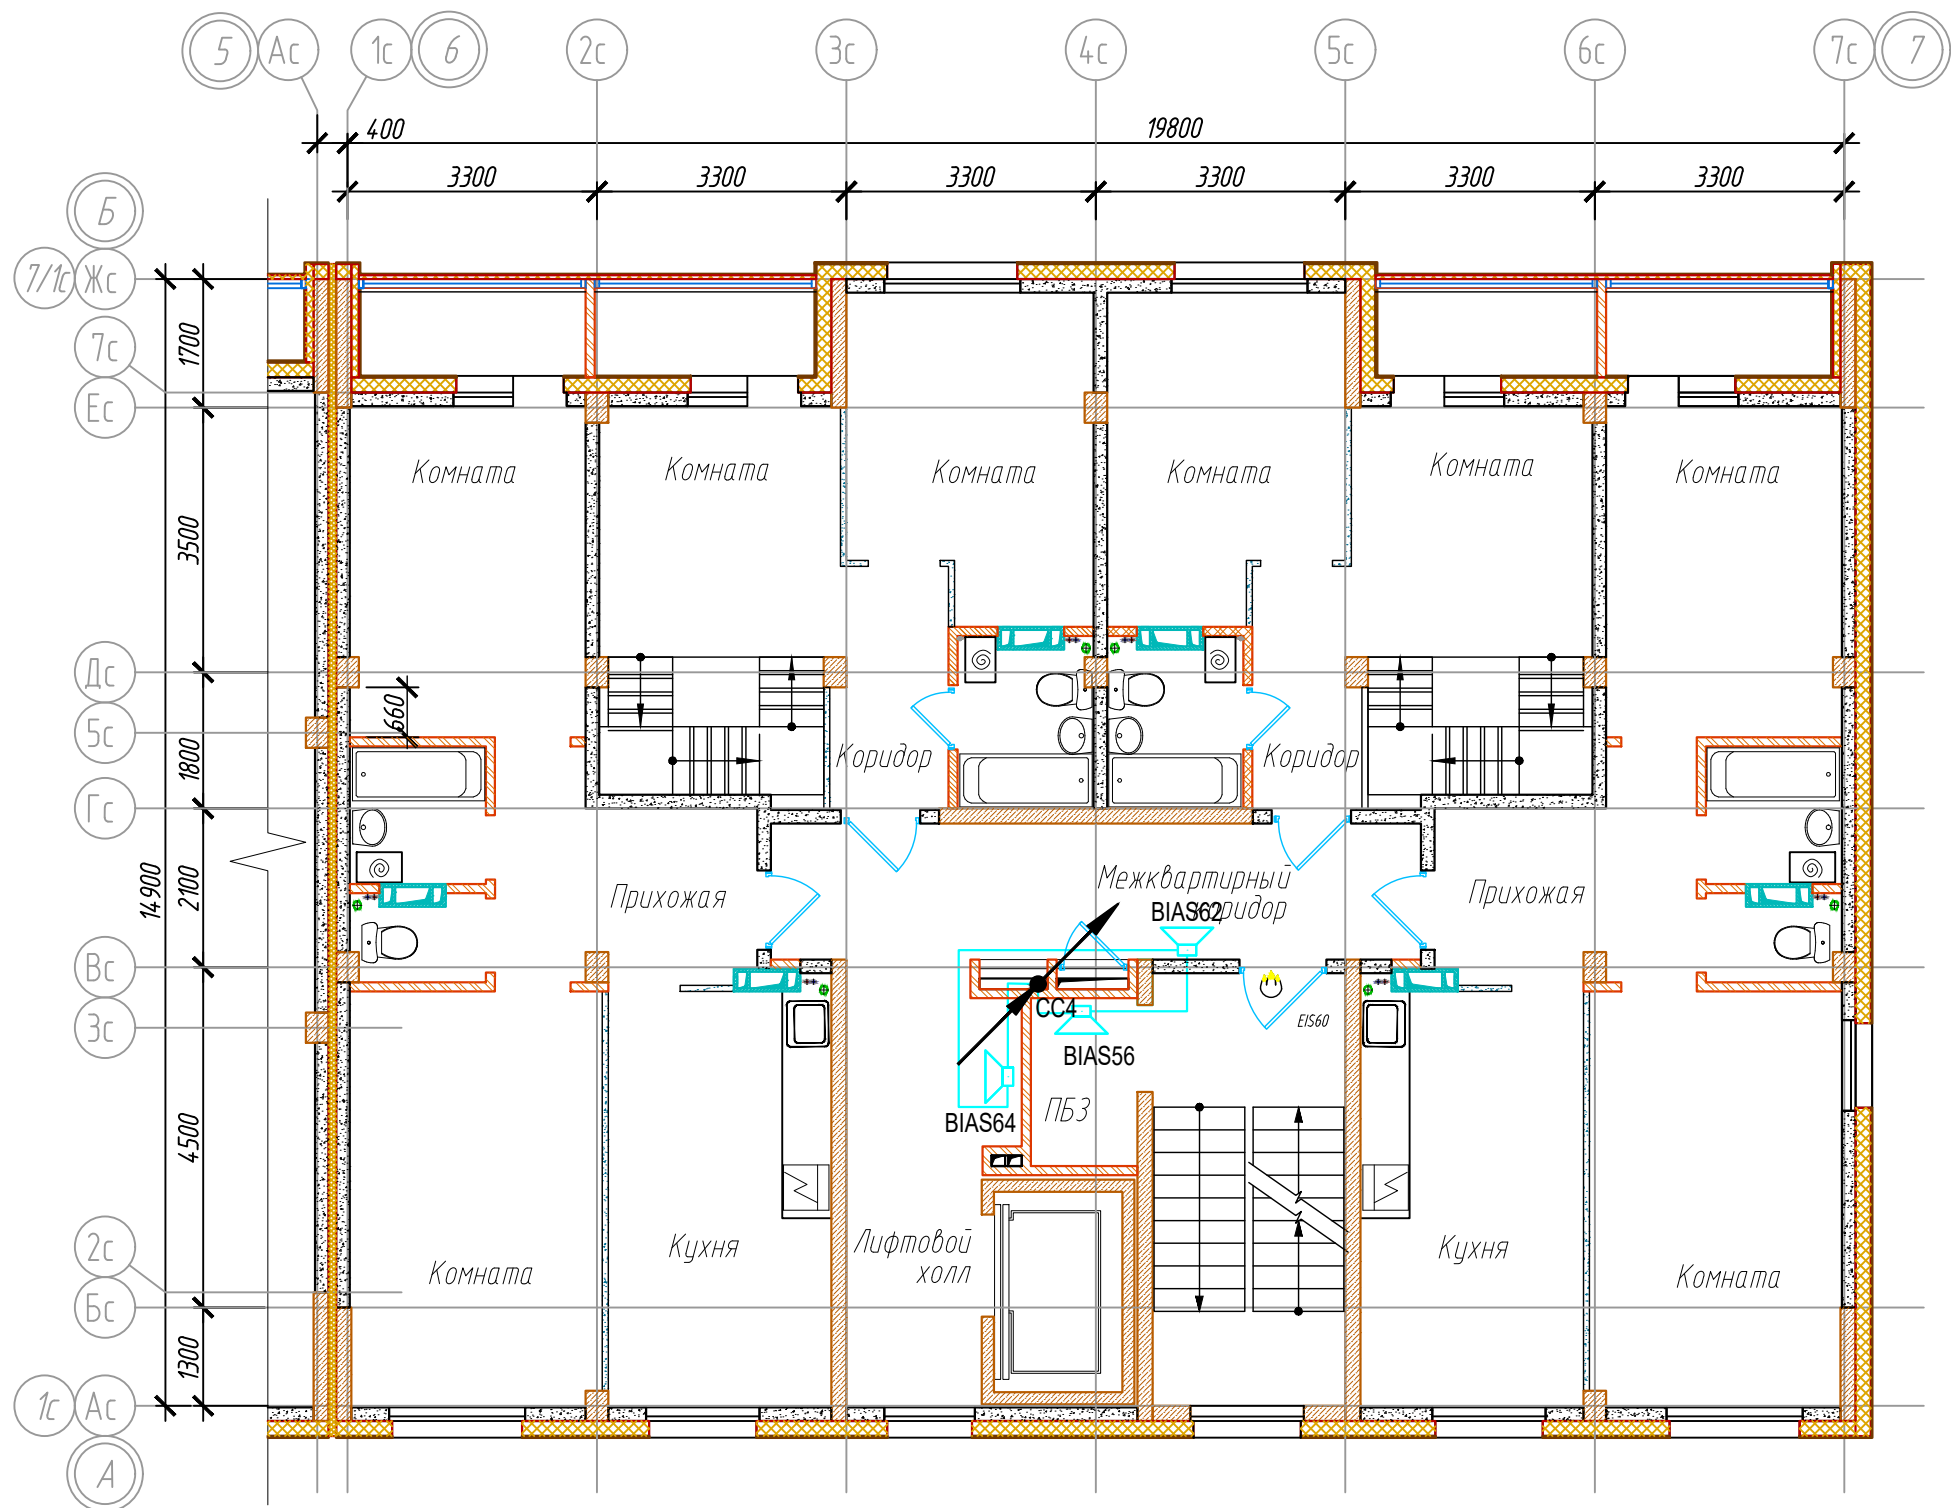 5 Ас 1с 6 2с 3с 4с 5с 6с 7с 7
400 19800
3300 3300 3300 3300 3300 3300
Б
7/1с Жс
7с
Ес
Дс
5с
Гс
Вс
3с
2с
Бс
1с Ас
А
1700
3500
1800
2100
4500
1300
14900
660
Комната Комната Комната Комната Комната Комната
Коридор Коридор
Прихожая
Межквартирный
коридор
Прихожая
BIAS62
CC4
BIAS56
BIAS64
EIS60
ПБЗ
Комната
Кухня
Лифтовой
холл
Кухня
Комната